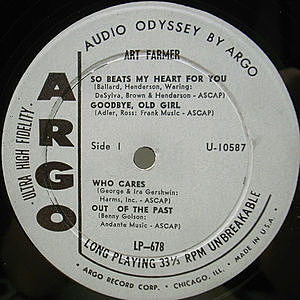 AUDIO ODYSSEY BY ARGO
ART FARMER
SO BEATS MY HEART FOR YOU
(Ballard, Henderson, Waring:
DeSylva, Brown & Henderson - ASCAP)
GOODBYE, OLD GIRL
(Adler, Ross: Frank Music - ASCAP)
ULTRA HIGH FIDELITY
ARGO
Side 1
U-10587
WHO CARES
(George & Ira Gershwin:
Harms, Inc. - ASCAP)
OUT OF THE PAST
(Benny Golson:
Andante Music - ASCAP)
LP-678
LONG PLAYING 33⅓ RPM UNBREAKABLE
• ARGO RECORD CORP. • CHICAGO, ILL. • MADE IN U.S.A.